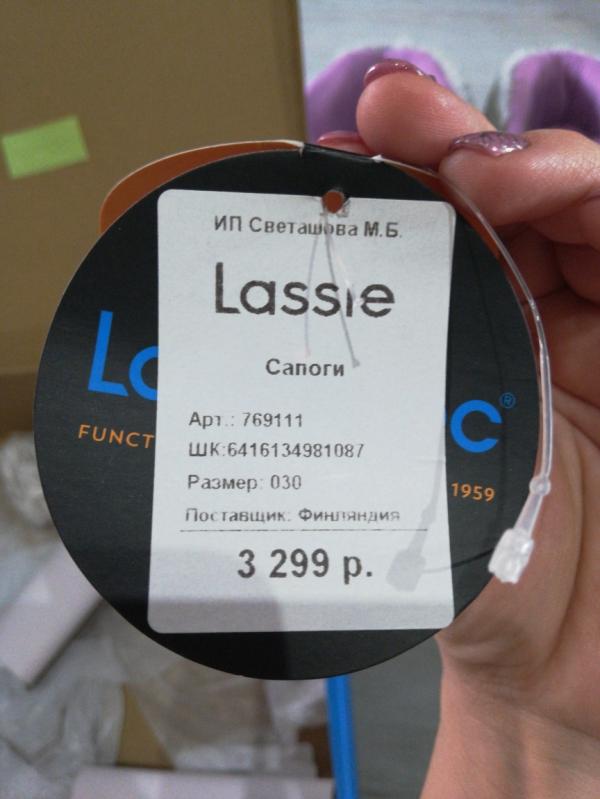 ИП Светашова М.Б.
Lassie
Сапоги
Арт.: 769111
ШК:6416134981087
Размер: 030
Поставщик: Финляндия
3 299 р.
1959